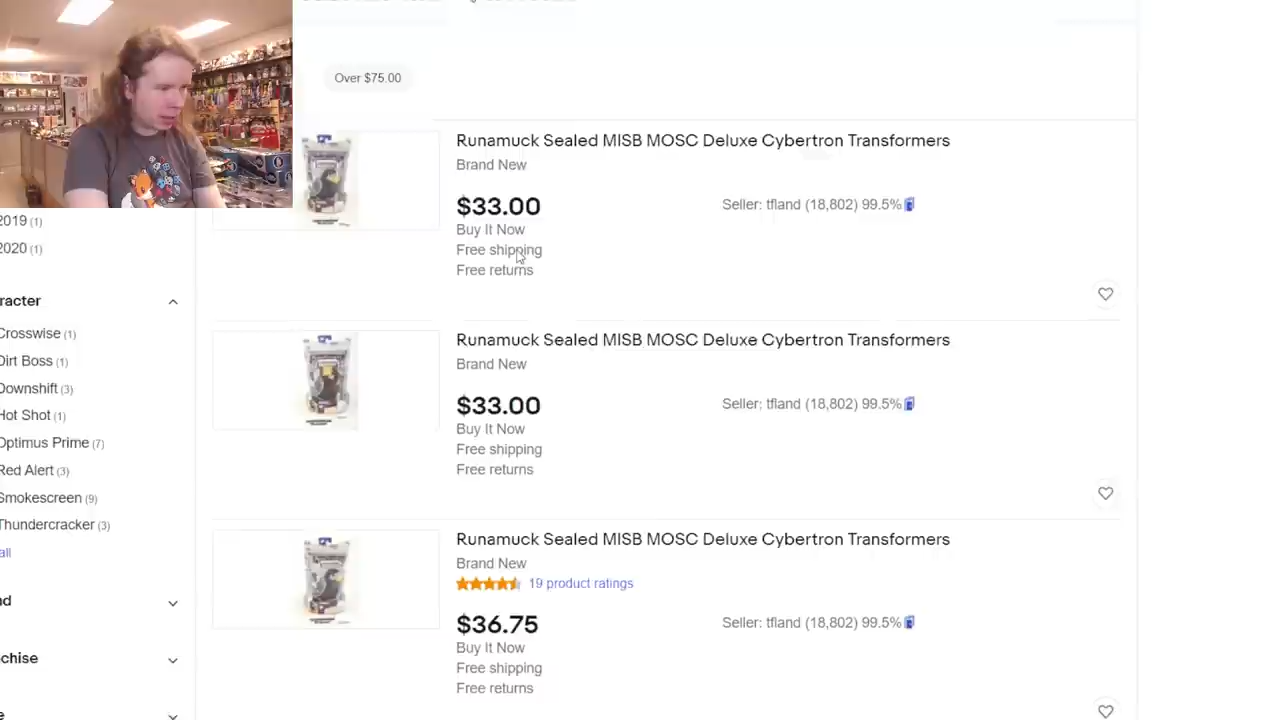 Over $75.00
Runamuck Sealed MISB MOSC Deluxe Cybertron Transformers
Brand New
$33.00
Buy It Now
Free shipping
Free returns
Seller: tfland (18,802) 99.5%
2019 (1)
2020 (1)
racter
Crosswise (1)
Dirt Boss (1)
Downshift (3)
Hot Shot (1)
Optimus Prime (7)
Red Alert (3)
Smokescreen (9)
Thundercracker (3)
all
nd
chise
Runamuck Sealed MISB MOSC Deluxe Cybertron Transformers
Brand New
$33.00
Buy It Now
Free shipping
Free returns
Seller: tfland (18,802) 99.5%
Runamuck Sealed MISB MOSC Deluxe Cybertron Transformers
Brand New
19 product ratings
$36.75
Buy It Now
Free shipping
Free returns
Seller: tfland (18,802) 99.5%